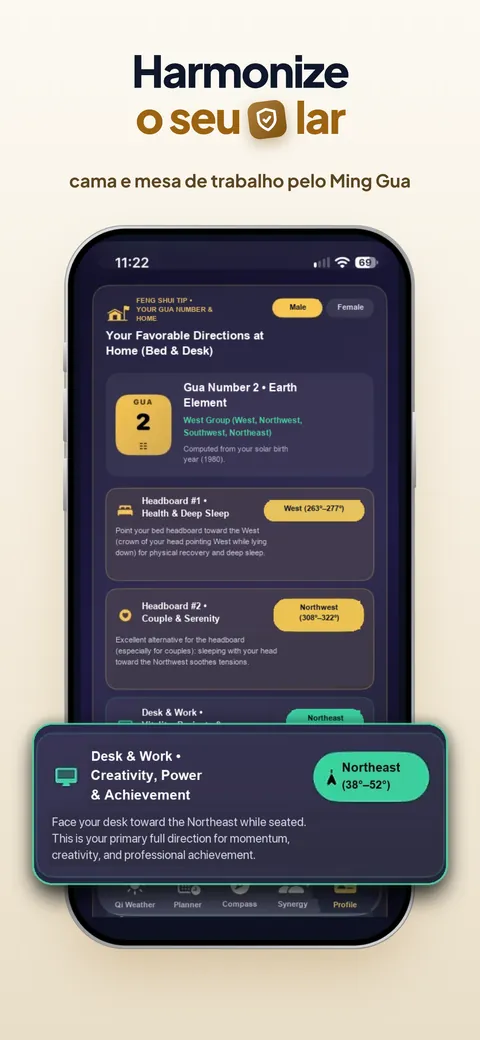 Harmonize
o seu lar
cama e mesa de trabalho pelo Ming Gua
11:22
69
FENG SHUI TIP •
YOUR GUA NUMBER &
HOME
Male
Female
Your Favorable Directions at
Home (Bed & Desk)
GUA
2
Gua Number 2 • Earth
Element
West Group (West, Northwest,
Southwest, Northeast)
Computed from your solar birth
year (1980).
Headboard #1 •
Health & Deep Sleep
West (263°–277°)
Point your bed headboard toward the West
(crown of your head pointing West while lying
down) for physical recovery and deep sleep.
Headboard #2 •
Couple & Serenity
Northwest
(308°–322°)
Excellent alternative for the headboard
(especially for couples): sleeping with your head
toward the Northwest soothes tensions.
Desk & Work •
Northeast
Desk & Work •
Creativity, Power
& Achievement
Northeast
(38°–52°)
Face your desk toward the Northeast while seated.
This is your primary full direction for momentum,
creativity, and professional achievement.
Qi Weather
Planner
Compass
Synergy
Profile